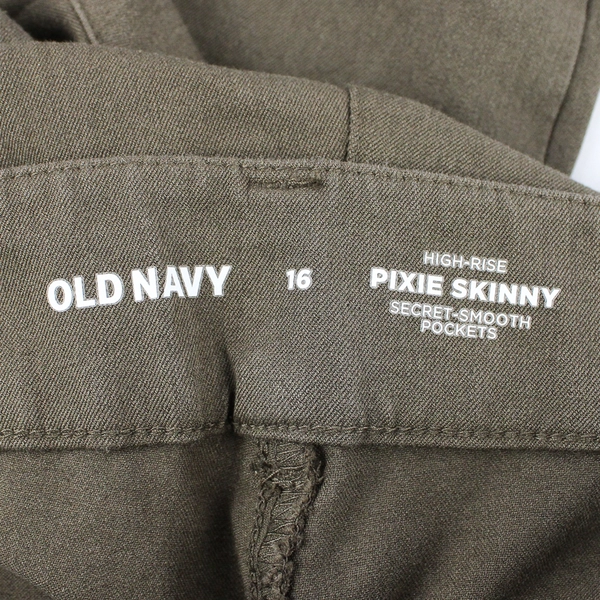 OLD NAVY
16
HIGH-RISE
PIXIE SKINNY
SECRET-SMOOTH
POCKETS